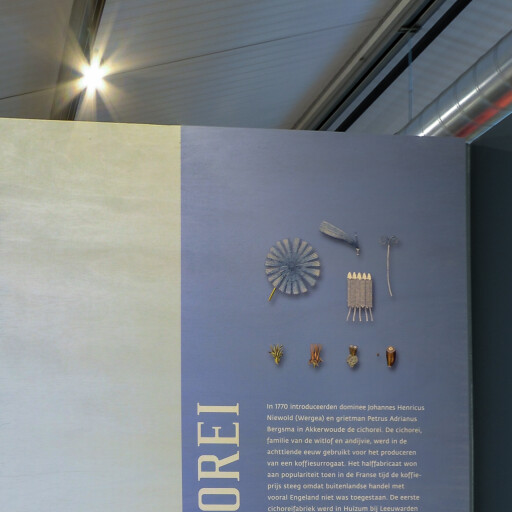 OREI
In 1770 introduceerden dominee Johannes Henricus
Niewold (Wergea) en grietman Petrus Adrianus
Bergsma in Akkerwoude de cichorei. De cichorei,
familie van de witlof en andijvie, werd in de
achttiende eeuw gebruikt voor het produceren
van een koffiesurrogaat. Het halffabricaat won
aan populariteit toen in de Franse tijd de koffie-
prijs steeg omdat buitenlandse handel met
vooral Engeland niet was toegestaan. De eerste
cichoreifabriek werd in Huizum bij Leeuwarden